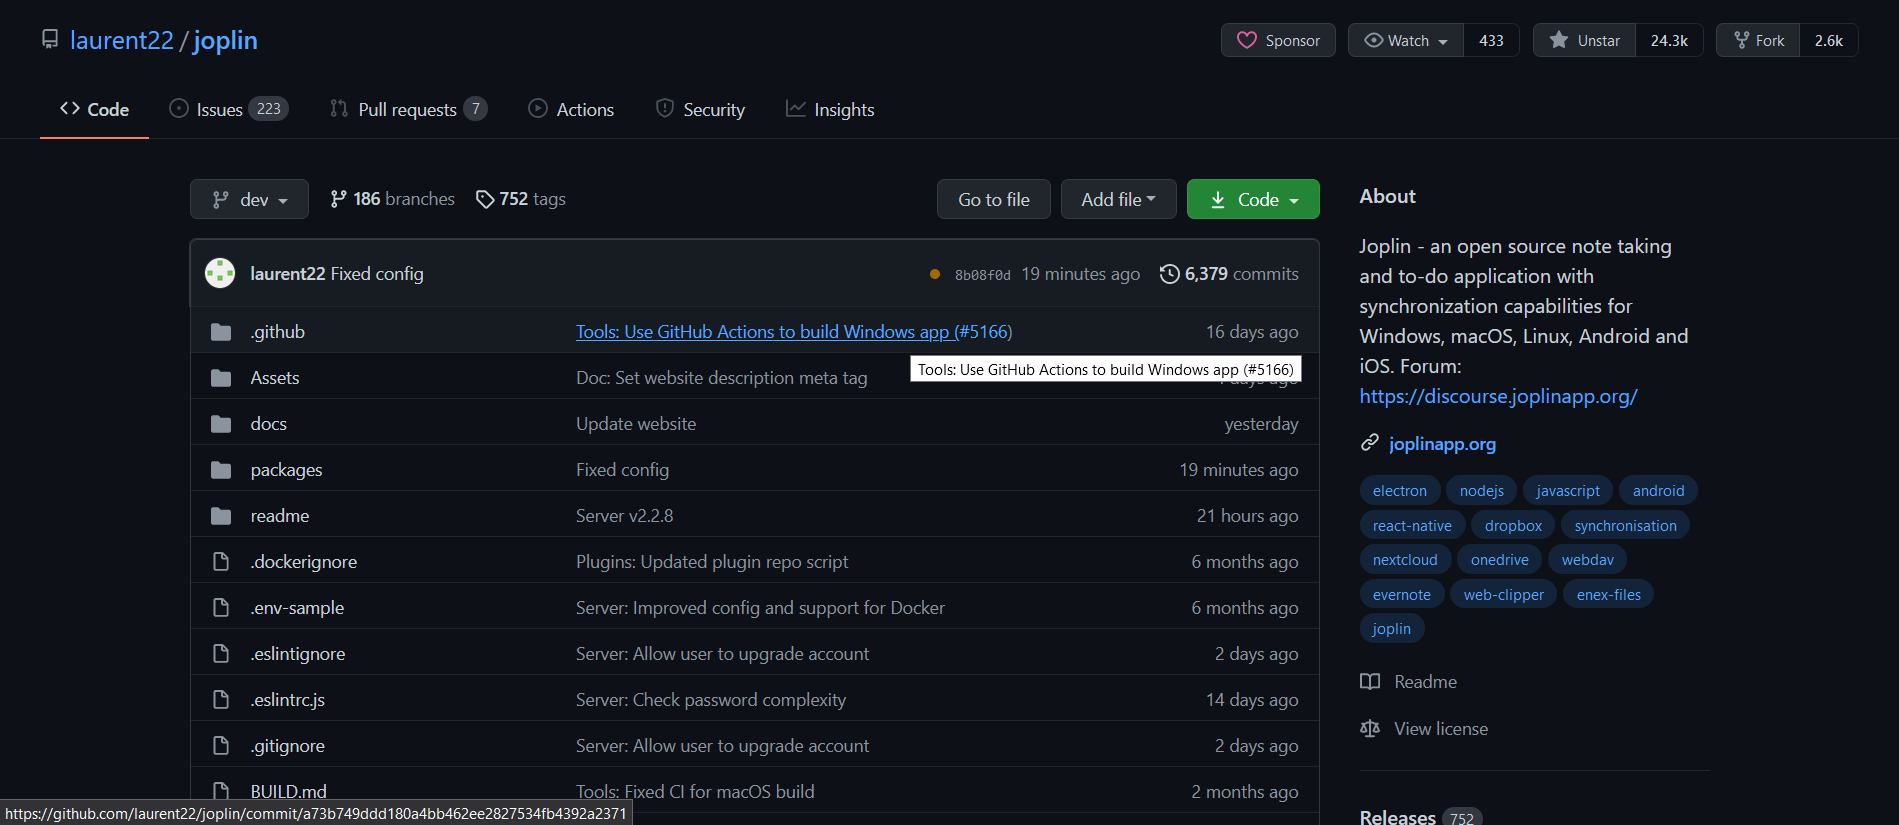 laurent22 / joplin
Sponsor Watch 433 Unstar 24.3k Fork 2.6k
Code Issues 223 Pull requests 7 Actions Security Insights
dev 186 branches 752 tags Go to file Add file Code
laurent22 Fixed config 8b08f0d 19 minutes ago 6,379 commits
.github Tools: Use GitHub Actions to build Windows app (#5166) 16 days ago
Tools: Use GitHub Actions to build Windows app (#5166)
Assets Doc: Set website description meta tag days ago
docs Update website yesterday
packages Fixed config 19 minutes ago
readme Server v2.2.8 21 hours ago
.dockerignore Plugins: Updated plugin repo script 6 months ago
.env-sample Server: Improved config and support for Docker 6 months ago
.eslintignore Server: Allow user to upgrade account 2 days ago
.eslintrc.js Server: Check password complexity 14 days ago
.gitignore Server: Allow user to upgrade account 2 days ago
BUILD.md Tools: Fixed CI for macOS build 2 months ago
https://github.com/laurent22/joplin/commit/a73b749ddd180a4bb462ee2827534fb4392a2371
About
Joplin - an open source note taking
and to-do application with
synchronization capabilities for
Windows, macOS, Linux, Android and
iOS. Forum:
https://discourse.joplinapp.org/
joplinapp.org
electron nodejs javascript android
react-native dropbox synchronisation
nextcloud onedrive webdav
evernote web-clipper enex-files
joplin
Readme
View license
Releases 752